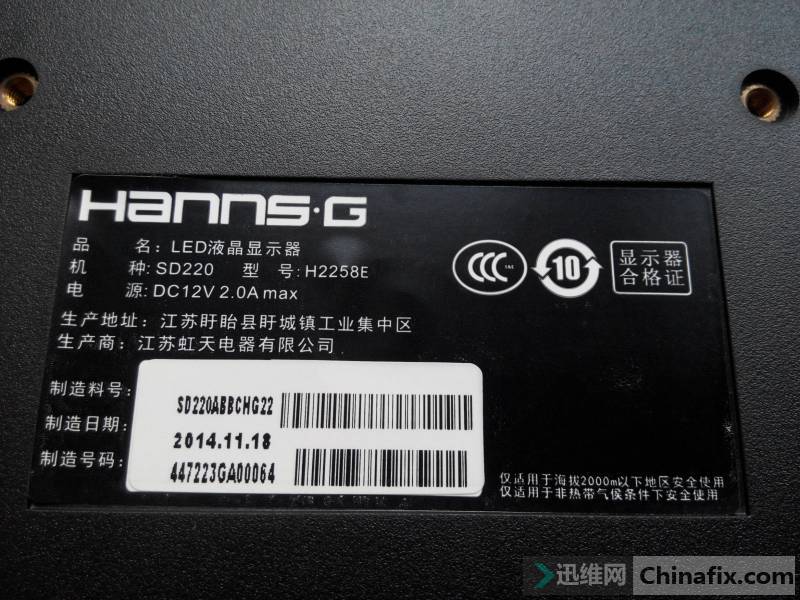 Hanns·G
品 名: LED液晶显示器
机 种: SD220 型 号: H2258E
电 源: DC12V 2.0A max
CCC
S&E
10
显示器
合格证
生产地址: 江苏盱眙县盱城镇工业集中区
生产商: 江苏虹天电器有限公司
制造料号: SD220ABBCHG22
制造日期: 2014.11.18
制造号码: 447223GA00064
仅适用于海拔2000m以下地区安全使用
仅适用于非热带气候条件下安全使用
迅维网 Chinafix.com